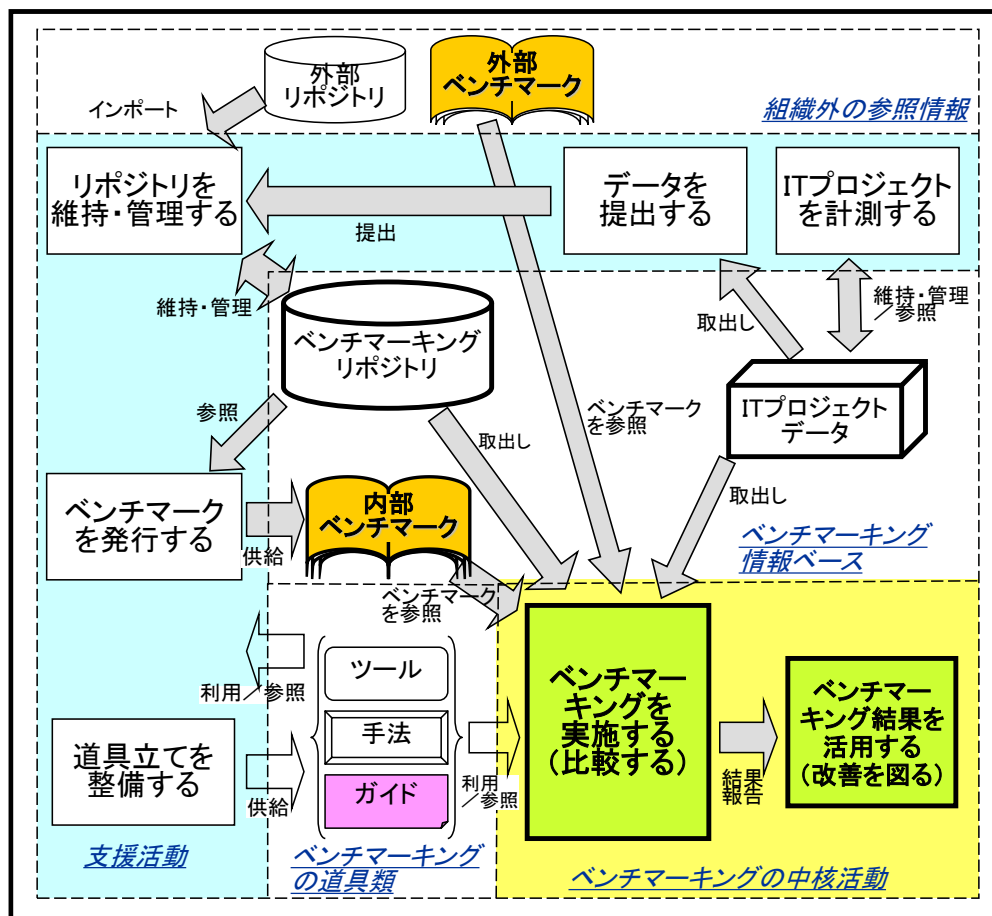 外部
リポジトリ
外部
ベンチマーク
インポート
組織外の参照情報
リポジトリを
維持・管理する
提出
データを
提出する
ITプロジェクト
を計測する
維持・管理
取出し
維持・管理
／参照
ベンチマーキング
リポジトリ
参照
取出し
ベンチマーク
を参照
ITプロジェクト
データ
取出し
ベンチマーク
を発行する
供給
内部
ベンチマーク
ベンチマーキング
情報ベース
ベンチマーク
を参照
利用／参照
ツール
手法
ガイド
道具立てを
整備する
供給
利用
／参照
ベンチマー
キングを
実施する
（比較する）
結果
報告
ベンチマー
キング結果を
活用する
（改善を図る）
支援活動
ベンチマーキング
の道具類
ベンチマーキングの中核活動